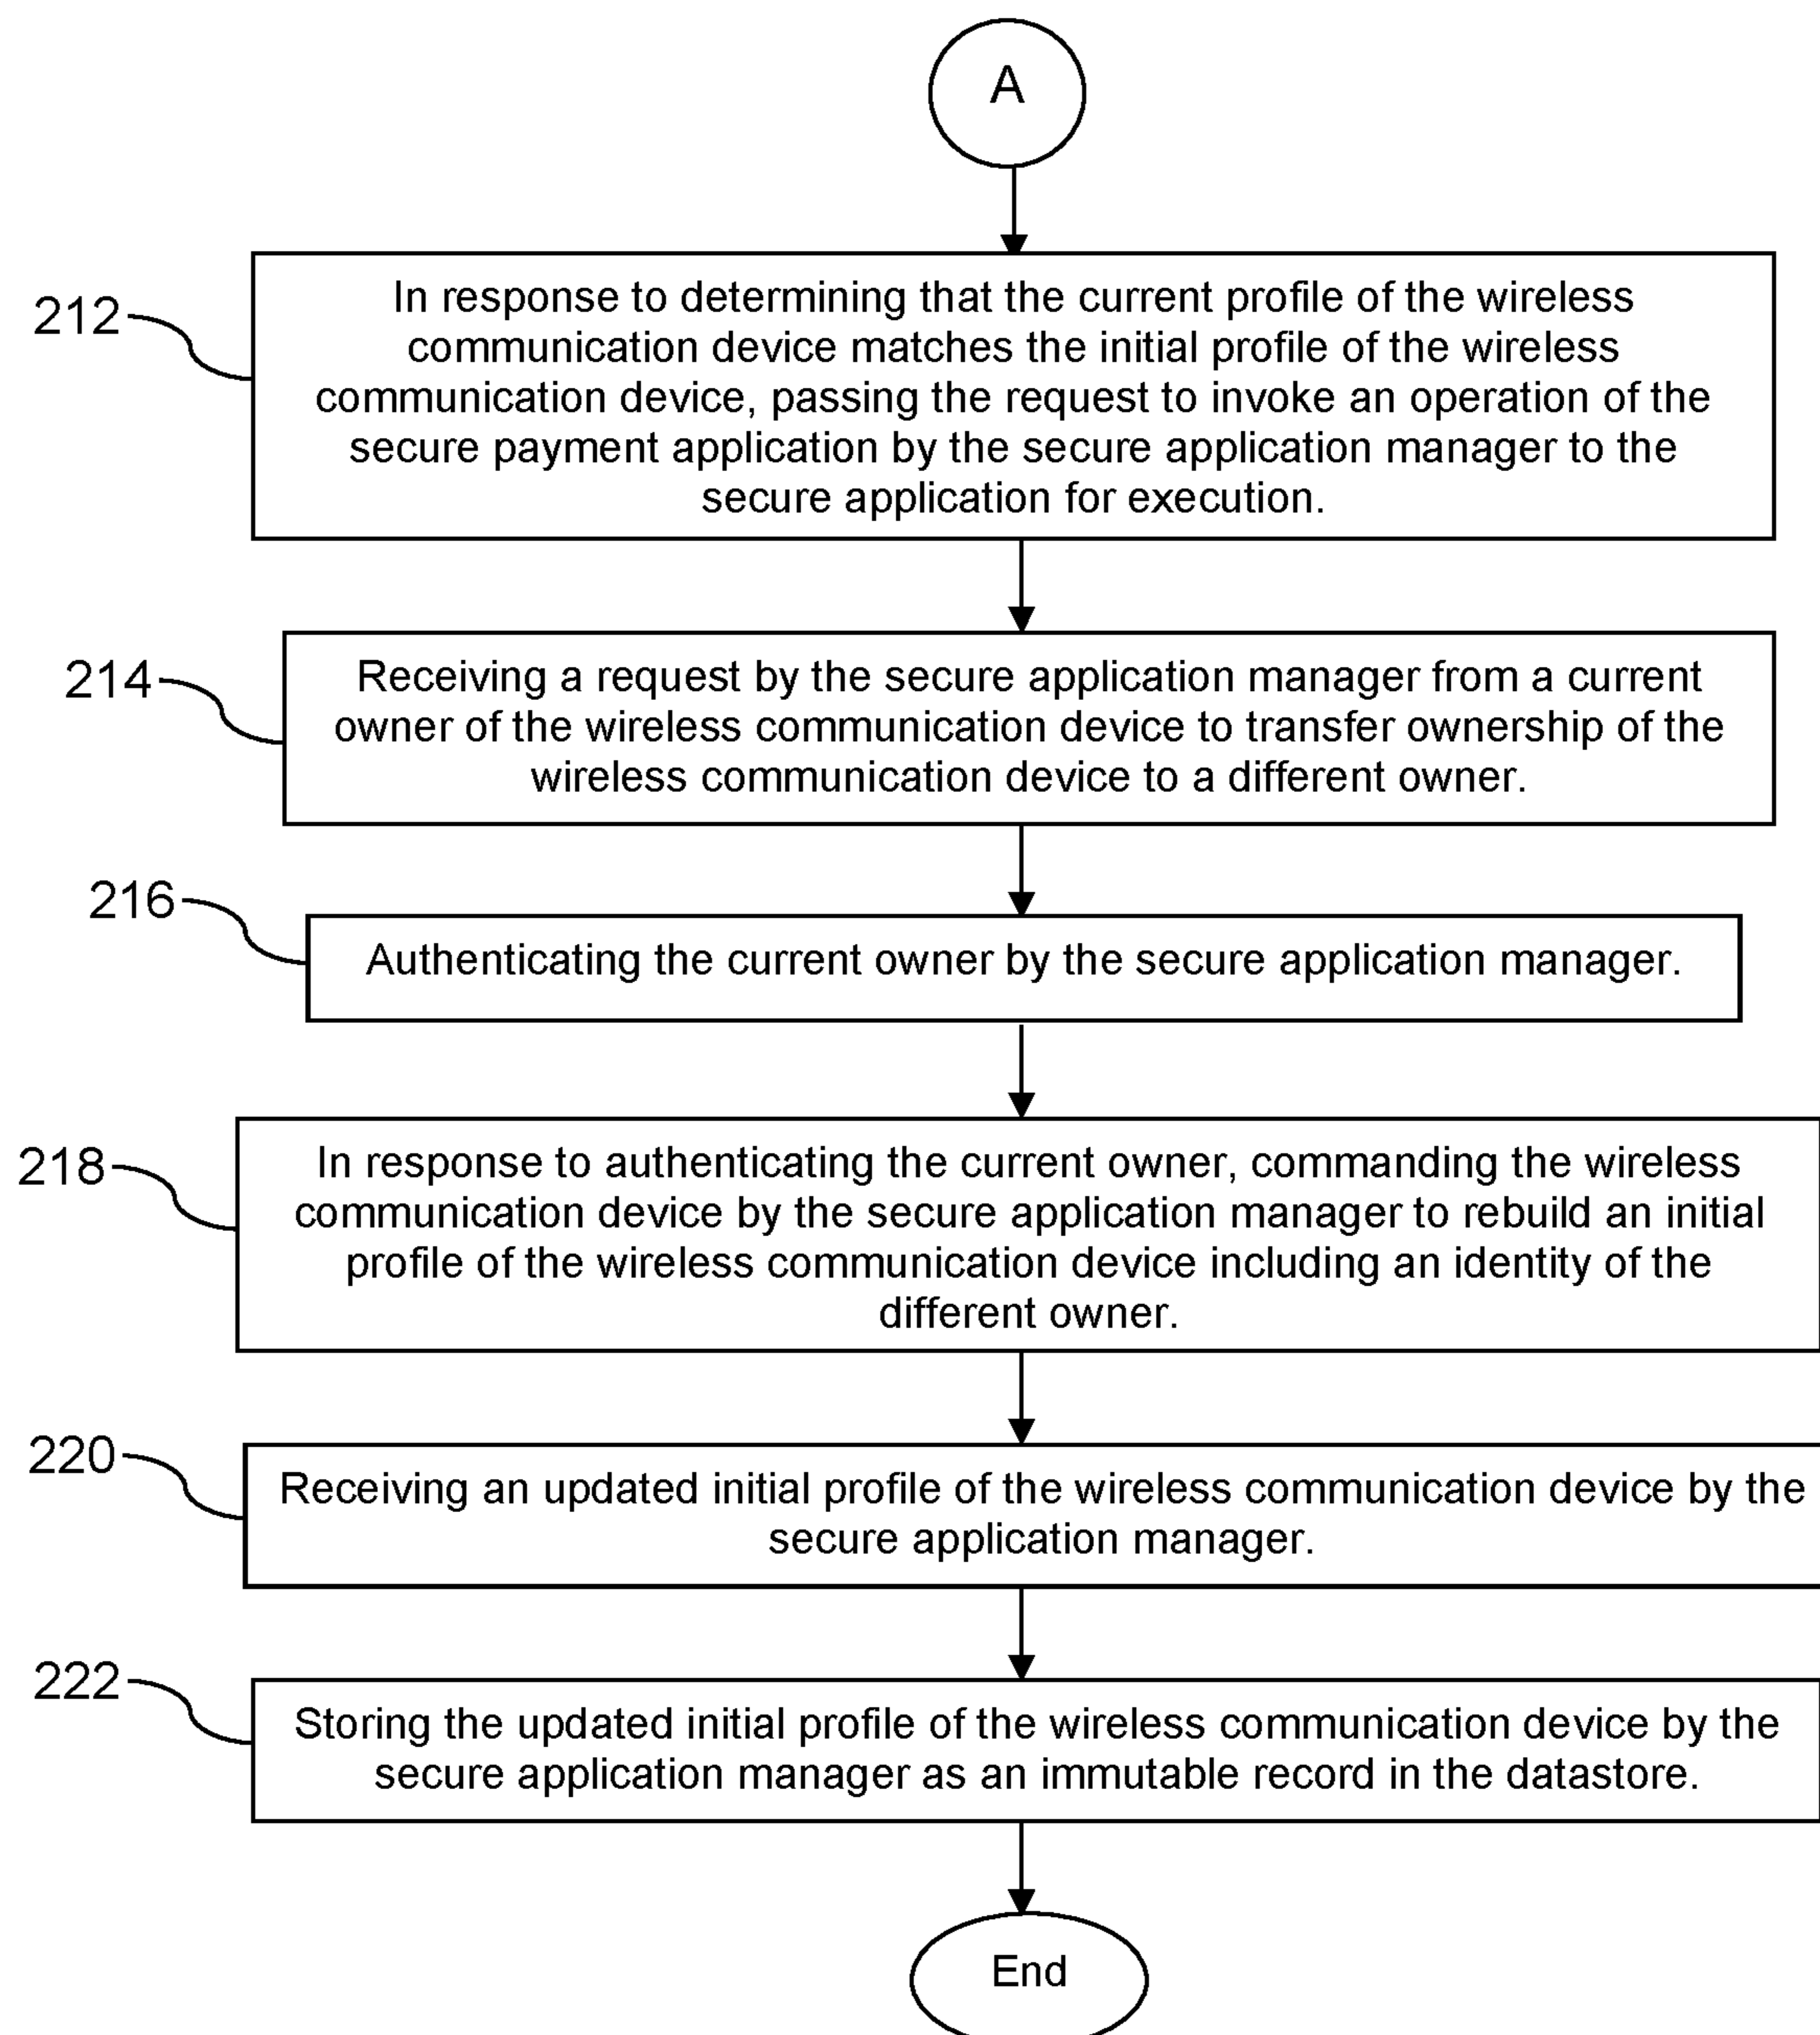 A
212
In response to determining that the current profile of the wireless
communication device matches the initial profile of the wireless
communication device, passing the request to invoke an operation of the
secure payment application by the secure application manager to the
secure application for execution.
214
Receiving a request by the secure application manager from a current
owner of the wireless communication device to transfer ownership of the
wireless communication device to a different owner.
216
Authenticating the current owner by the secure application manager.
218
In response to authenticating the current owner, commanding the wireless
communication device by the secure application manager to rebuild an initial
profile of the wireless communication device including an identity of the
different owner.
220
Receiving an updated initial profile of the wireless communication device by the
secure application manager.
222
Storing the updated initial profile of the wireless communication device by the
secure application manager as an immutable record in the datastore.
End